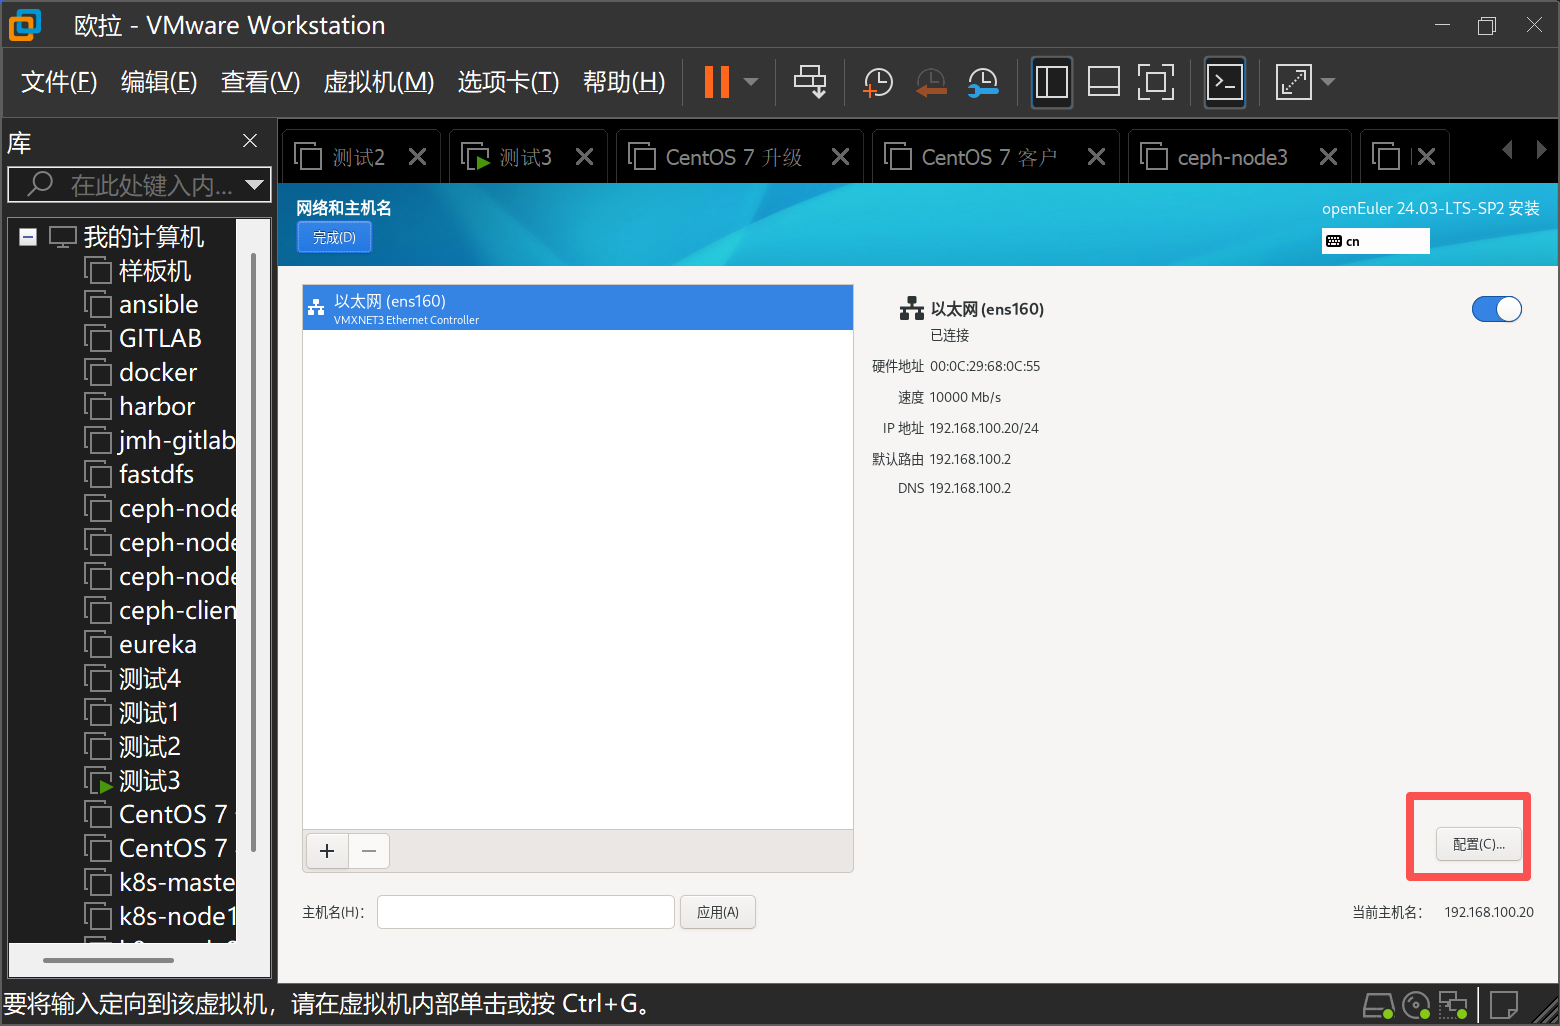 欧拉 - VMware Workstation
文件(F) 编辑(E) 查看(V) 虚拟机(M) 选项卡(T) 帮助(H)
库
在此处键入内...
我的计算机
样板机
ansible
GITLAB
docker
harbor
jmh-gitlab
fastdfs
ceph-node
ceph-node
ceph-node
ceph-clien
eureka
测试4
测试1
测试2
测试3
CentOS 7
CentOS 7
k8s-maste
k8s-node1
测试2 测试3 CentOS 7 升级 CentOS 7 客户 ceph-node3
网络和主机名
完成(D)
openEuler 24.03-LTS-SP2 安装
cn
以太网 (ens160)
VMXNET3 Ethernet Controller
以太网 (ens160)
已连接
硬件地址 00:0C:29:68:0C:55
速度 10000 Mb/s
IP 地址 192.168.100.20/24
默认路由 192.168.100.2
DNS 192.168.100.2
+ −
配置(C)...
主机名(H)： 应用(A)
当前主机名： 192.168.100.20
要将输入定向到该虚拟机，请在虚拟机内部单击或按 Ctrl+G。